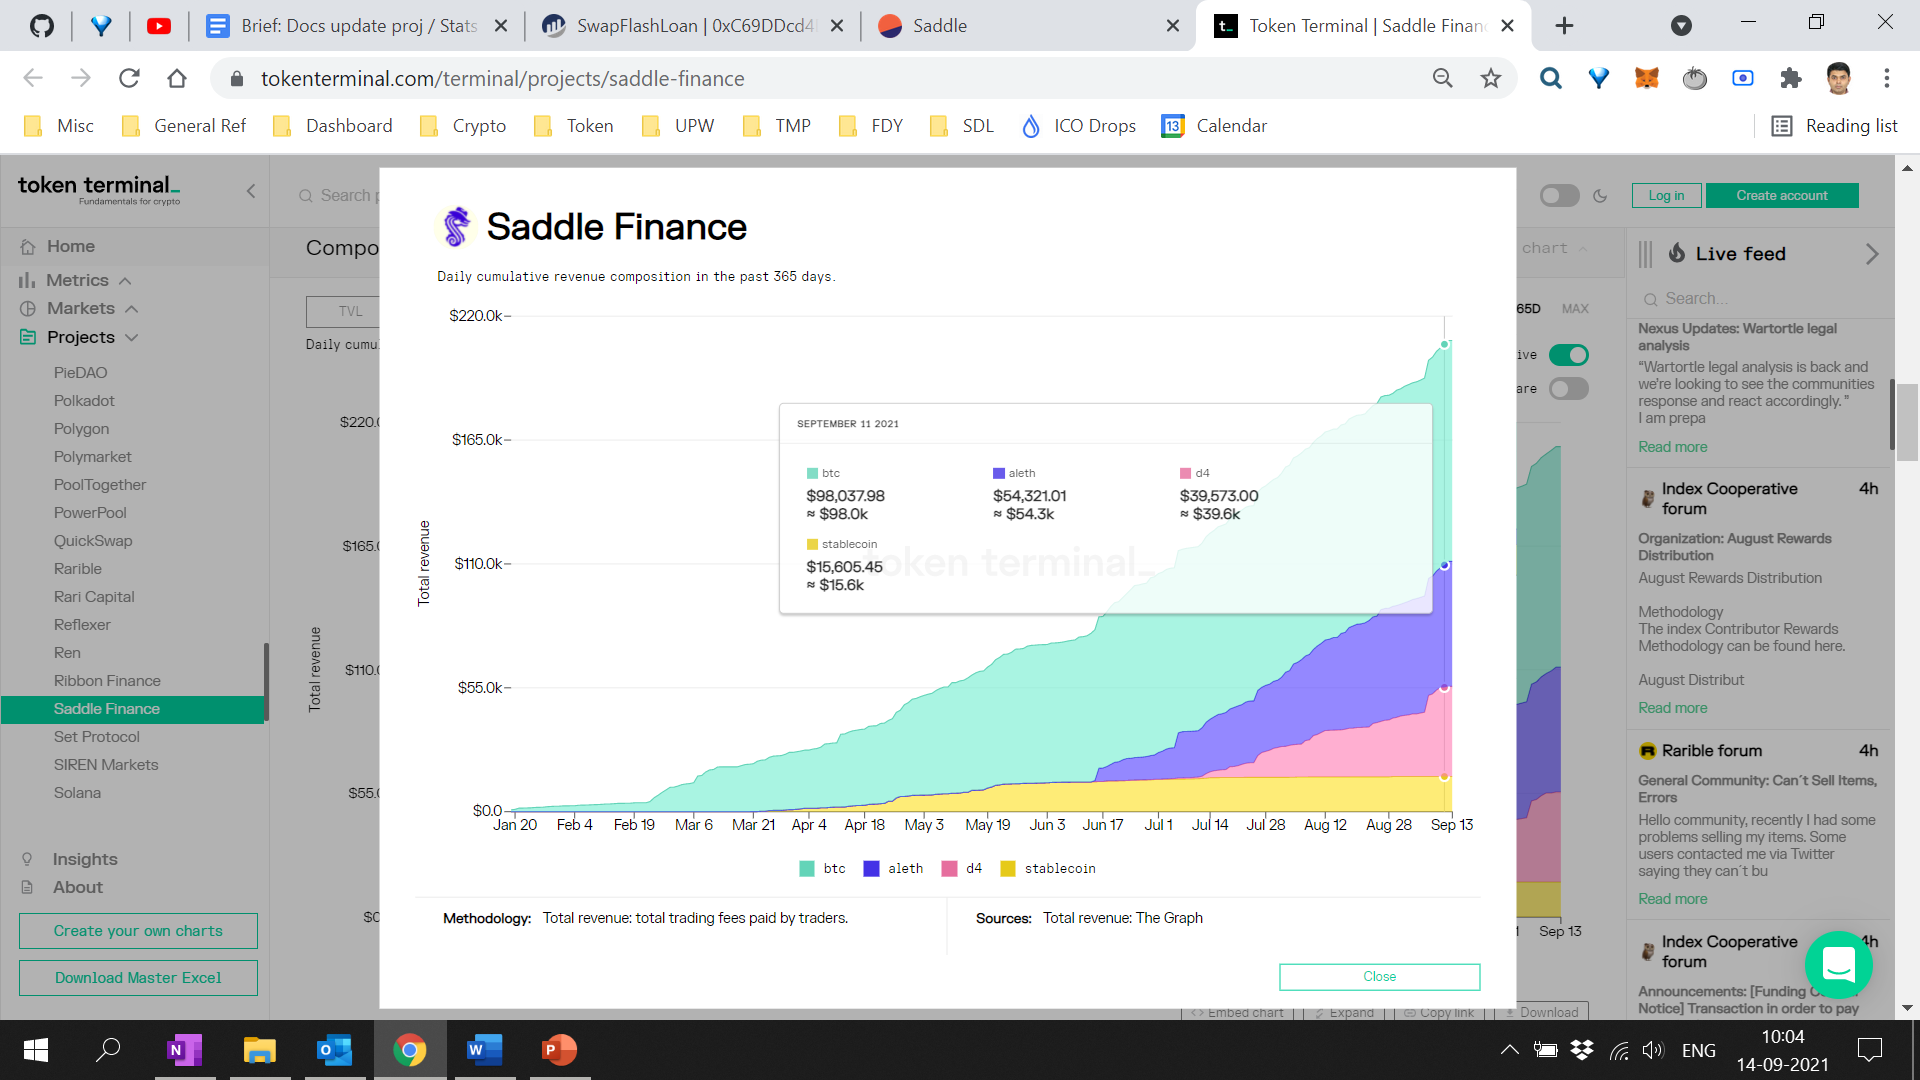 Brief: Docs update proj / Stats
SwapFlashLoan | 0xC69DDcd4
Saddle
Token Terminal | Saddle Finan
tokenterminal.com/terminal/projects/saddle-finance
Misc
General Ref
Dashboard
Crypto
Token
UPW
TMP
FDY
SDL
ICO Drops
13
Calendar
Reading list
token terminal_
Fundamentals for crypto
Search p
Log in
Create account
Home
Metrics
Markets
Projects
PieDAO
Polkadot
Polygon
Polymarket
PoolTogether
PowerPool
QuickSwap
Rarible
Rari Capital
Reflexer
Ren
Ribbon Finance
Saddle Finance
Set Protocol
SIREN Markets
Solana
Insights
About
Create your own charts
Download Master Excel
Compo
TVL
Daily cumu
$220.
$165.
$110.
$55.
$0
Total revenue
Saddle Finance
Daily cumulative revenue composition in the past 365 days.
$220.0k
$165.0k
$110.0k
$55.0k
$0.0
Total revenue
SEPTEMBER 11 2021
btc
$98,037.98
≈ $98.0k
aleth
$54,321.01
≈ $54.3k
d4
$39,573.00
≈ $39.6k
stablecoin
$15,605.45
≈ $15.6k
token terminal_
Jan 20 Feb 4 Feb 19 Mar 6 Mar 21 Apr 4 Apr 18 May 3 May 19 Jun 3 Jun 17 Jul 1 Jul 14 Jul 28 Aug 12 Aug 28 Sep 13
btc aleth d4 stablecoin
Methodology: Total revenue: total trading fees paid by traders.
Sources: Total revenue: The Graph
Close
chart
65D MAX
ive
are
Sep 13
Embed chart
Expand
Copy link
Download
Live feed
Search...
Nexus Updates: Wartortle legal
analysis
“Wartortle legal analysis is back and
we're looking to see the communities
response and react accordingly. ”
I am prepa
Read more
Index Cooperative 4h
forum
Organization: August Rewards
Distribution
August Rewards Distribution
Methodology
The index Contributor Rewards
Methodology can be found here.
August Distribut
Read more
Rarible forum 4h
General Community: Can´t Sell Items,
Errors
Hello community, recently I had some
problems selling my items. Some
users contacted me via Twitter
saying they can´t bu
Read more
Index Cooperative 4h
forum
Announcements: [Funding
Notice] Transaction in order to pay
ENG
10:04
14-09-2021